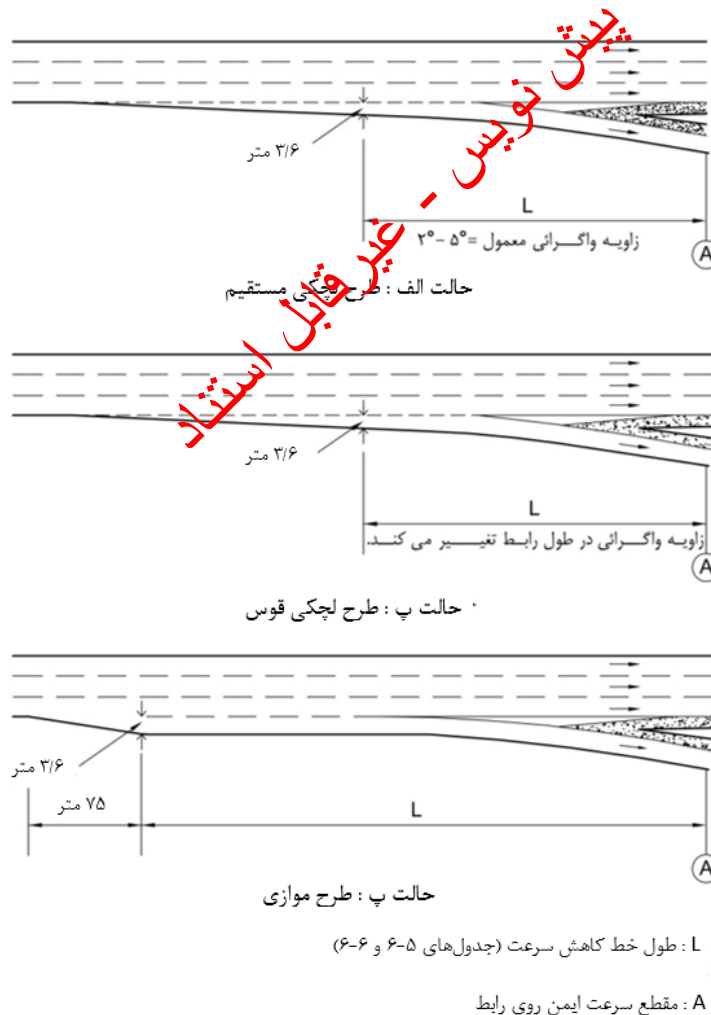 پیش نویس - غیر قابل استناد
۳/۶ متر
L
زاویه واگرائی معمول =۵° -۲°
A
حالت الف : طرح لچکی مستقیم
۳/۶ متر
L
زاویه واگرائی در طول رابط تغییر می کند.
A
حالت پ : طرح لچکی قوس
۳/۶ متر
۷۵ متر
L
A
حالت پ : طرح موازی
L : طول خط کاهش سرعت (جدول‌های ۵-۶ و ۶-۶)
A : مقطع سرعت ایمن روی رابط